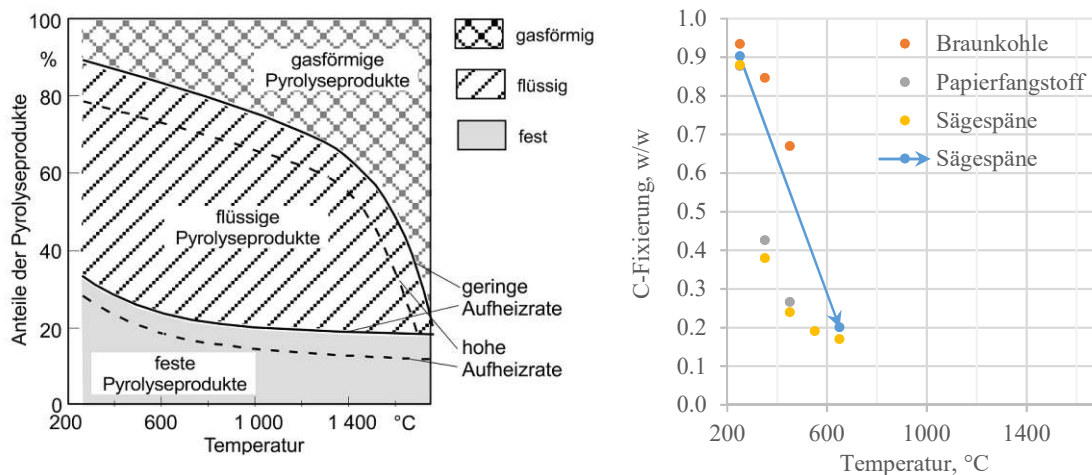 100
%
80
60
40
20
0
Anteile der Pyrolyseprodukte
200
600
1 000
1 400
°C
Temperatur
gasförmige
Pyrolyseprodukte
flüssige
Pyrolyseprodukte
feste
Pyrolyseprodukte
gasförmig
flüssig
fest
geringe
Aufheizrate
hohe
Aufheizrate
1.0
0.9
0.8
0.7
0.6
0.5
0.4
0.3
0.2
0.1
0.0
C-Fixierung, w/w
200
600
1000
1400
Temperatur, °C
Braunkohle
Papierfangstoff
Sägespäne
Sägespäne